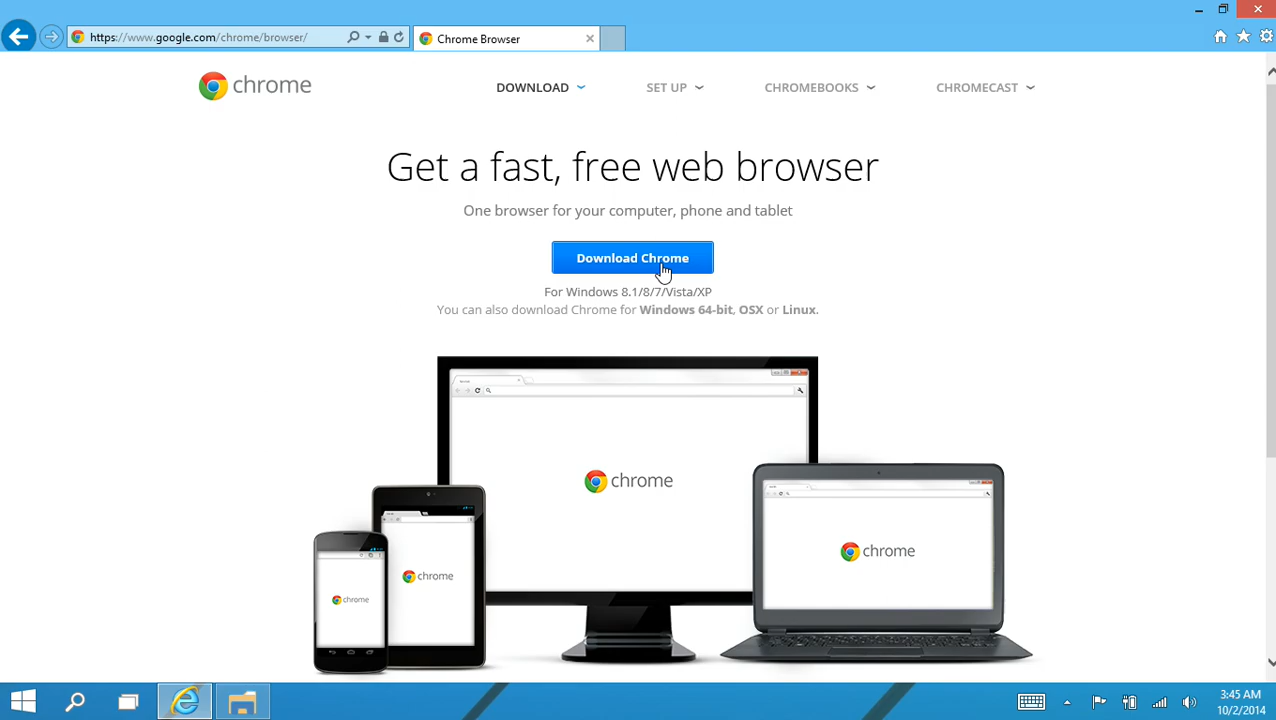 https://www.google.com/chrome/browser/
Chrome Browser
chrome
DOWNLOAD
SET UP
CHROMEBOOKS
CHROMECAST
Get a fast, free web browser
One browser for your computer, phone and tablet
Download Chrome
For Windows 8.1/8/7/Vista/XP
You can also download Chrome for Windows 64-bit, OSX or Linux.
chrome
chrome
chrome
chrome
3:45 AM
10/2/2014